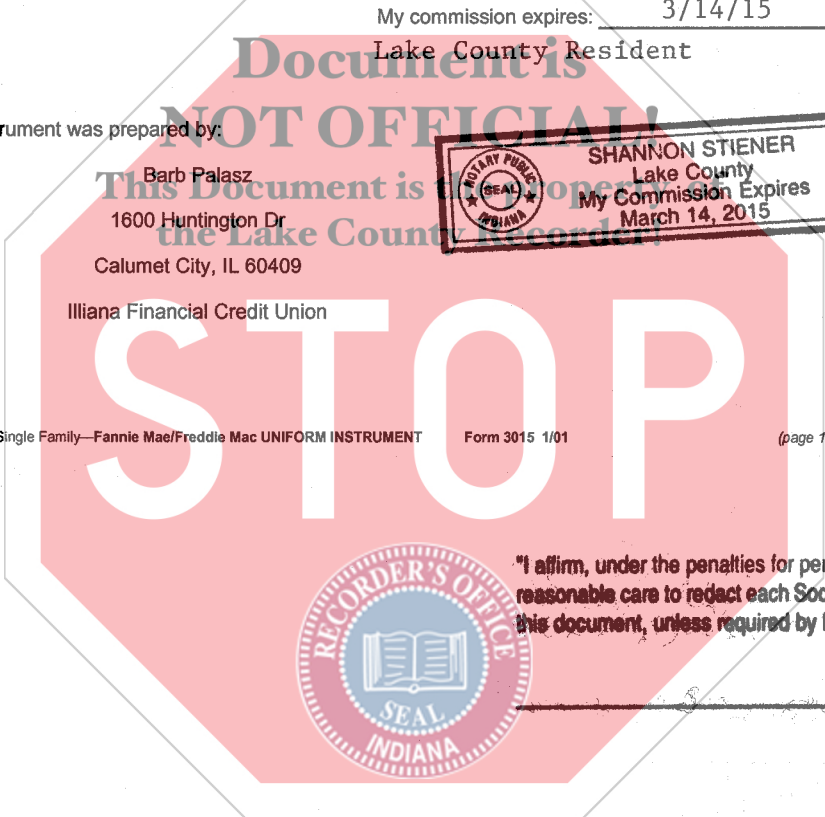 My commission expires: 3/14/15
Lake County Resident
Document is
NOT OFFICIAL!
This Document is the property of
the Lake County Recorder!
rument was prepared by:
Barb Palasz
1600 Huntington Dr
Calumet City, IL 60409
Illiana Financial Credit Union
NOTARY PUBLIC
SEAL
INDIANA
SHANNON STIENER
Lake County
My Commission Expires
March 14, 2015
STOP
Single Family—Fannie Mae/Freddie Mac UNIFORM INSTRUMENT Form 3015 1/01 (page 1
"I affirm, under the penalties for per
reasonable care to redact each Soc
this document, unless required by
RECORDER'S OFFICE
SEAL
INDIANA